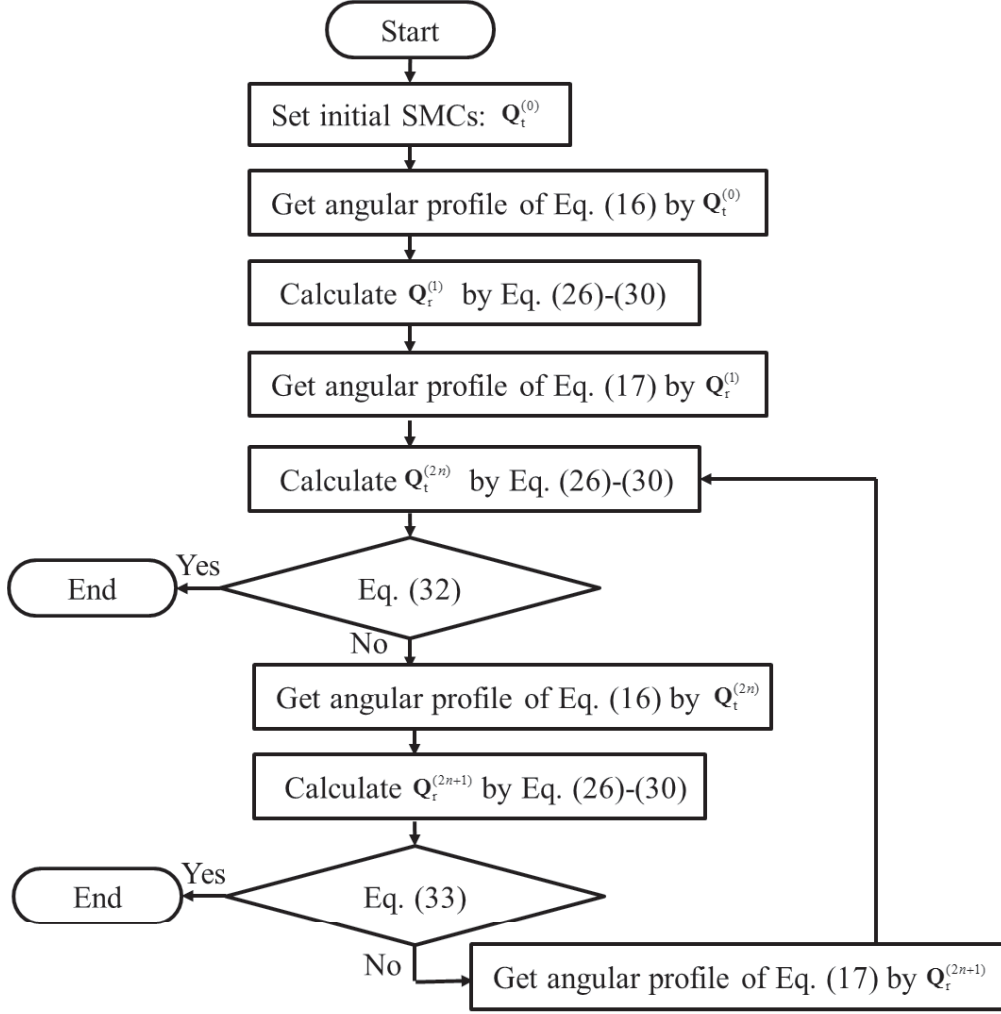 Start
Set initial SMCs: Q_t^(0)
Get angular profile of Eq. (16) by Q_t^(0)
Calculate Q_r^(1) by Eq. (26)-(30)
Get angular profile of Eq. (17) by Q_r^(1)
Calculate Q_t^(2n) by Eq. (26)-(30)
Yes
End
Eq. (32)
No
Get angular profile of Eq. (16) by Q_t^(2n)
Calculate Q_r^(2n+1) by Eq. (26)-(30)
Yes
End
Eq. (33)
No
Get angular profile of Eq. (17) by Q_r^(2n+1)